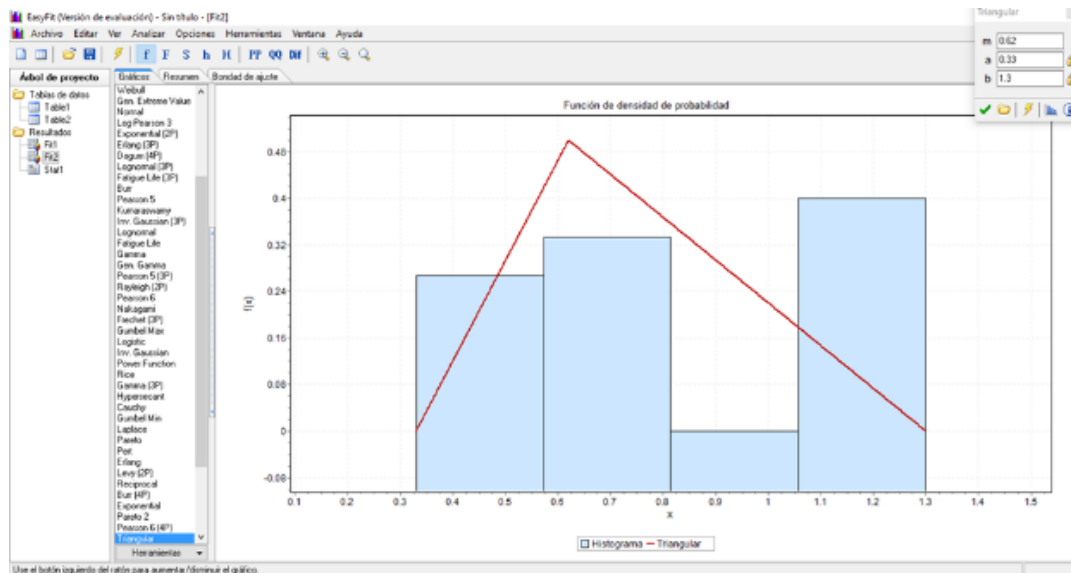 EasyFit (Versión de evaluación) - Sin título - [Fit2]
Archivo Editar Ver Analizar Opciones Herramientas Ventana Ayuda
f F S h H PP QQ Dif
Árbol de proyecto
Tablas de datos
Table1
Table2
Resultados
Fit1
Fit2
Stat1
Gráficos Resumen Bondad de ajuste
Weibull
Gen. Extreme Value
Normal
Log-Pearson 3
Exponential (2P)
Erlang (3P)
Dagum (4P)
Lognormal (3P)
Fatigue Life (3P)
Burr
Pearson 5
Kumaraswamy
Inv. Gaussian (3P)
Lognormal
Fatigue Life
Gamma
Gen. Gamma
Pearson 5 (3P)
Rayleigh (2P)
Pearson 6
Nakagami
Frechet (3P)
Gumbel Max
Logistic
Inv. Gaussian
Power Function
Rice
Gamma (3P)
Hypersecant
Cauchy
Gumbel Min
Laplace
Pareto
Pert
Erlang
Levy (2P)
Reciprocal
Burr (4P)
Exponential
Pareto 2
Pearson 6 (4P)
Triangular
Herramientas
Función de densidad de probabilidad
f(x)
0.48
0.4
0.32
0.24
0.16
0.08
0
-0.08
0.1 0.2 0.3 0.4 0.5 0.6 0.7 0.8 0.9 1 1.1 1.2 1.3 1.4 1.5
x
Histograma Triangular
Triangular
m 0.62
a 0.33
b 1.3
Use el botón izquierdo del ratón para aumentar/disminuir el gráfico.